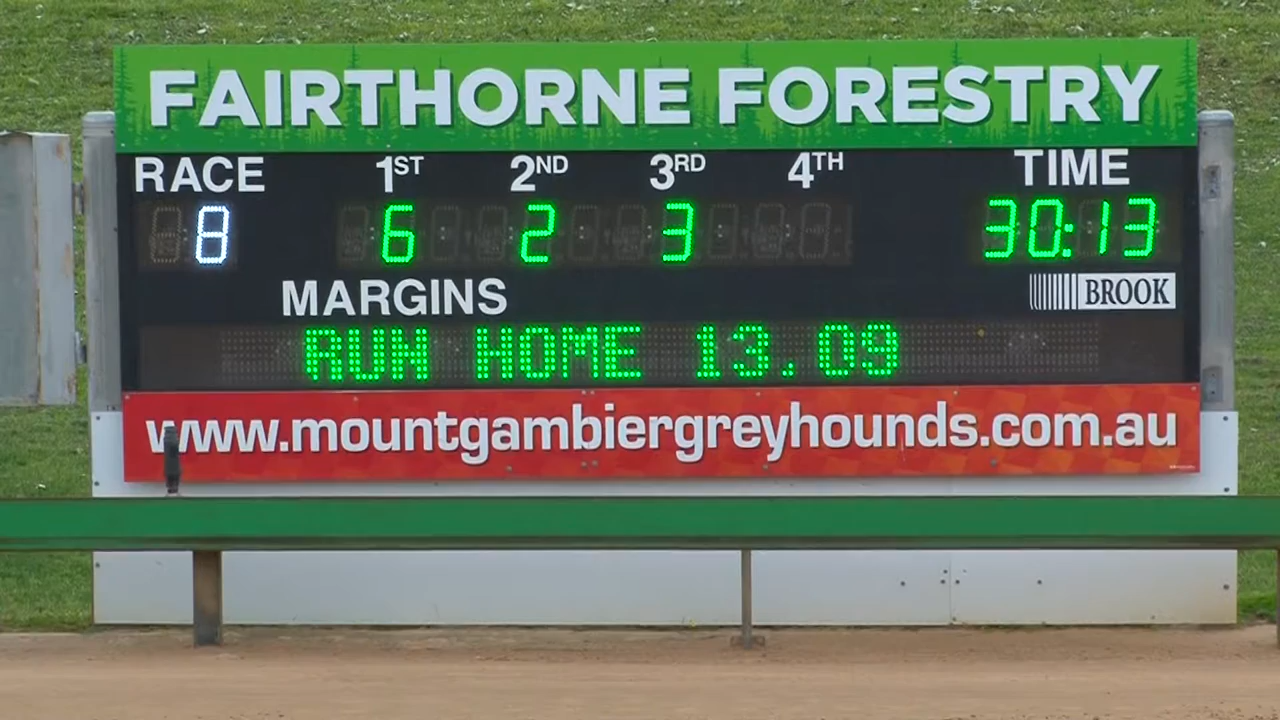 FAIRTHORNE FORESTRY
RACE 1ST 2ND 3RD 4TH TIME
8 6 2 3 30:13
MARGINS BROOK
RUN HOME 13.09
www.mountgambiergreyhounds.com.au